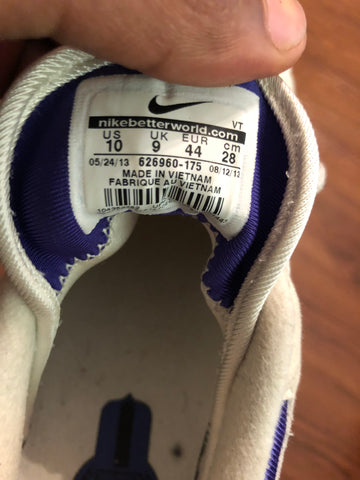 VT
nikebetterworld.com
US UK EUR cm
10 9 44 28
05/24/13 626960-175 08/12/13
MADE IN VIETNAM
FABRIQUE AU VIETNAM